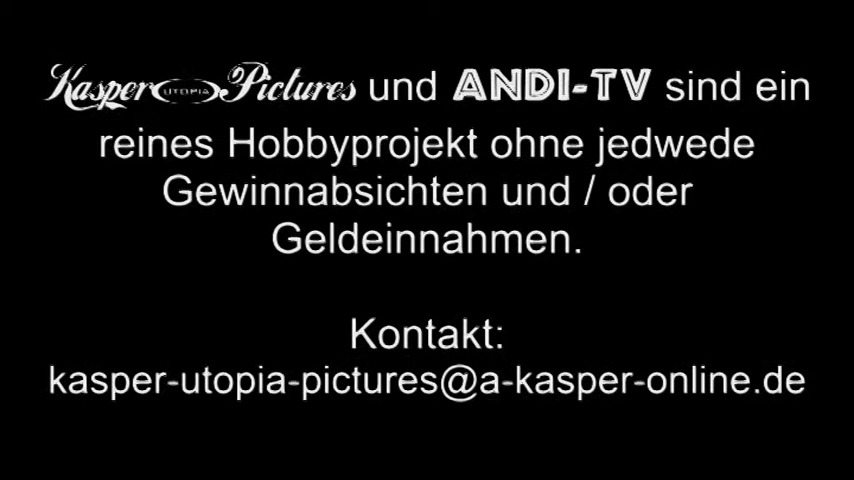 Kasper UTOPIA Pictures und ANDI-TV sind ein
reines Hobbyprojekt ohne jedwede
Gewinnabsichten und / oder
Geldeinnahmen.
Kontakt:
kasper-utopia-pictures@a-kasper-online.de